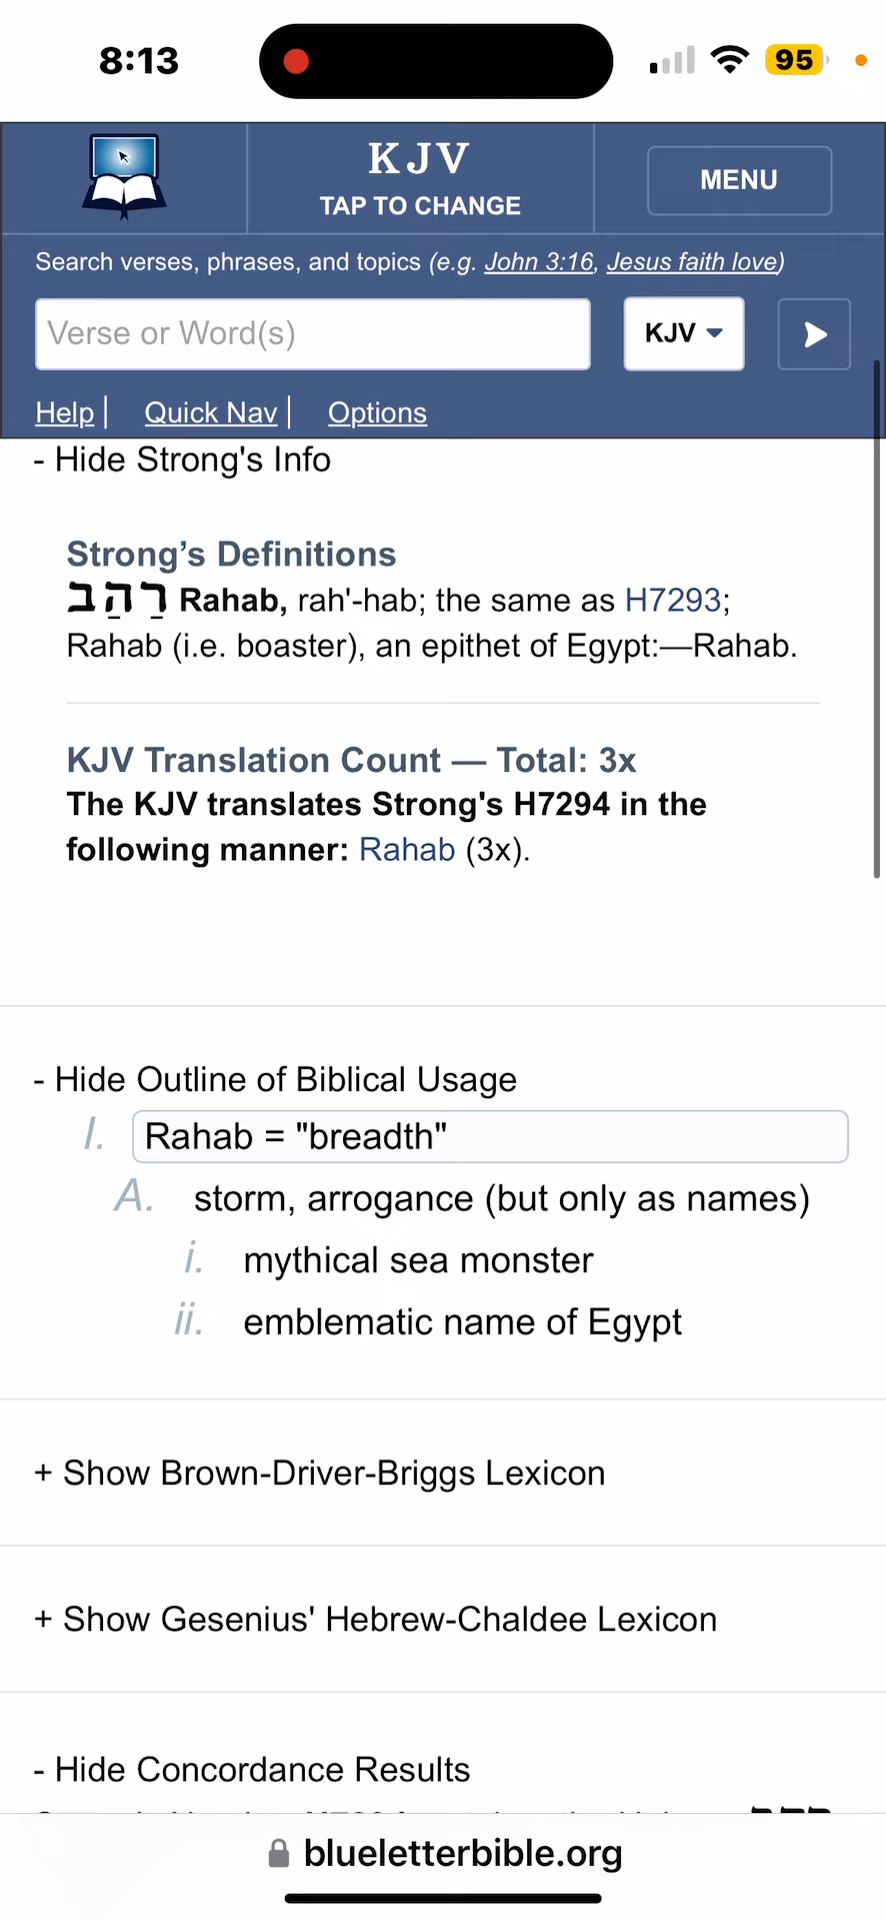 8:13
95
KJV
TAP TO CHANGE
MENU
Search verses, phrases, and topics (e.g. John 3:16, Jesus faith love)
Verse or Word(s)
KJV
Help | Quick Nav | Options
- Hide Strong's Info
Strong’s Definitions
רַהַב Rahab, rah'-hab; the same as H7293;
Rahab (i.e. boaster), an epithet of Egypt:—Rahab.
KJV Translation Count — Total: 3x
The KJV translates Strong's H7294 in the
following manner: Rahab (3x).
- Hide Outline of Biblical Usage
I. Rahab = "breadth"
A. storm, arrogance (but only as names)
i. mythical sea monster
ii. emblematic name of Egypt
+ Show Brown-Driver-Briggs Lexicon
+ Show Gesenius' Hebrew-Chaldee Lexicon
- Hide Concordance Results
blueletterbible.org